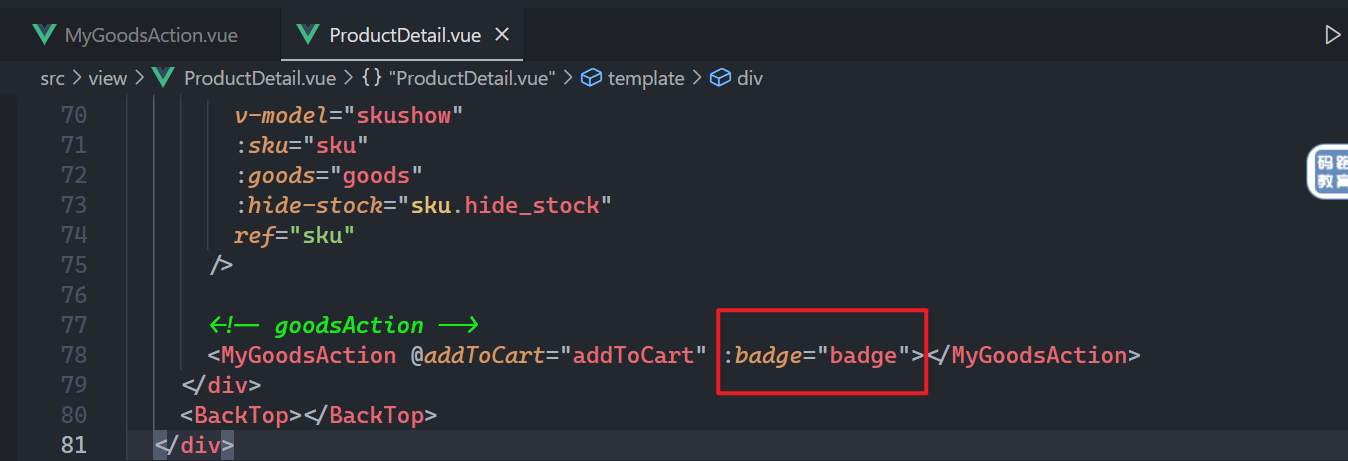 MyGoodsAction.vue ProductDetail.vue
src > view > ProductDetail.vue > {} "ProductDetail.vue" > template > div
70 v-model="skushow"
71 :sku="sku"
72 :goods="goods"
73 :hide-stock="sku.hide_stock"
74 ref="sku"
75 />
76
77 <!-- goodsAction -->
78 <MyGoodsAction @addToCart="addToCart" :badge="badge"></MyGoodsAction>
79 </div>
80 <BackTop></BackTop>
81 </div>
码路
教育